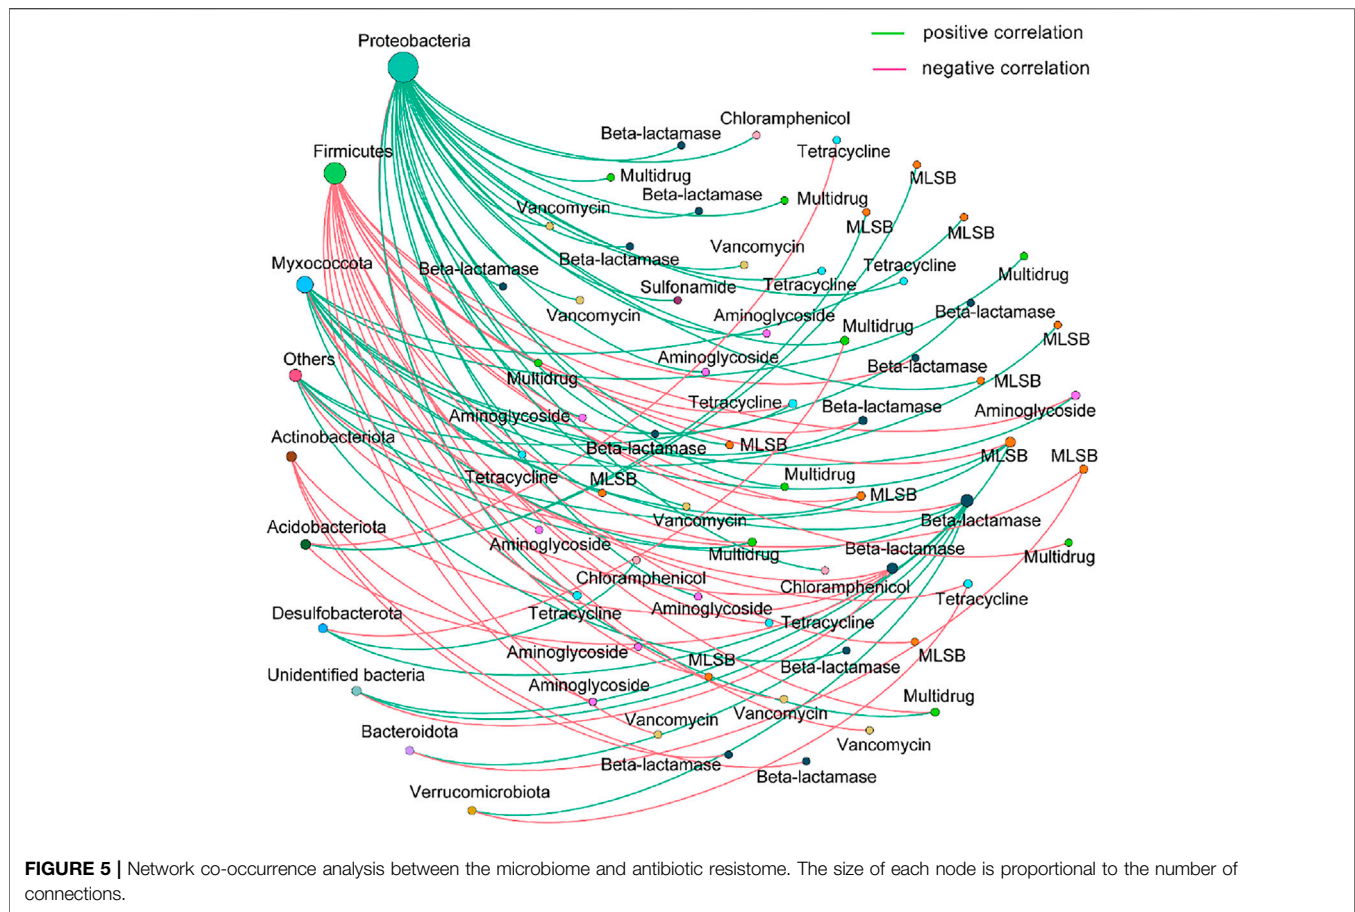 Proteobacteria
positive correlation
negative correlation
Chloramphenicol
Beta-lactamase
Tetracycline
Firmicutes
Multidrug
MLSB
Beta-lactamase
Multidrug
Vancomycin
MLSB
MLSB
Vancomycin
Myxococcota
Beta-lactamase
Beta-lactamase
Tetracycline
Multidrug
Tetracycline
Sulfonamide
Vancomycin
Aminoglycoside
Beta-lactamase
Multidrug
MLSB
Others
Aminoglycoside
Beta-lactamase
Multidrug
MLSB
Tetracycline
Beta-lactamase
Aminoglycoside
Aminoglycoside
Actinobacteriota
Beta-lactamase
MLSB
MLSB
MLSB
Tetracycline
MLSB
Multidrug
MLSB
Vancomycin
Beta-lactamase
Acidobacteriota
Aminoglycoside
Multidrug
Beta-lactamase
Multidrug
Chloramphenicol
Chloramphenicol
Tetracycline
Desulfobacterota
Tetracycline
Aminoglycoside
Tetracycline
Aminoglycoside
MLSB
Beta-lactamase
MLSB
Unidentified bacteria
Aminoglycoside
Multidrug
Vancomycin
Vancomycin
Bacteroidota
Vancomycin
Beta-lactamase
Beta-lactamase
Verrucomicrobiota
FIGURE 5 | Network co-occurrence analysis between the microbiome and antibiotic resistome. The size of each node is proportional to the number of
connections.